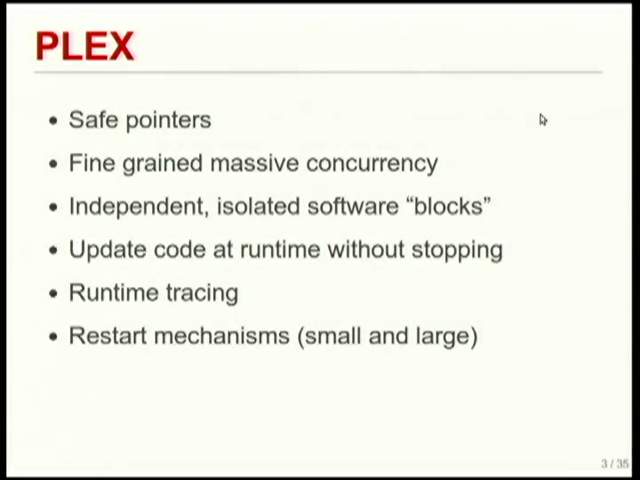 PLEX
• Safe pointers
• Fine grained massive concurrency
• Independent, isolated software “blocks”
• Update code at runtime without stopping
• Runtime tracing
• Restart mechanisms (small and large)
3 / 35